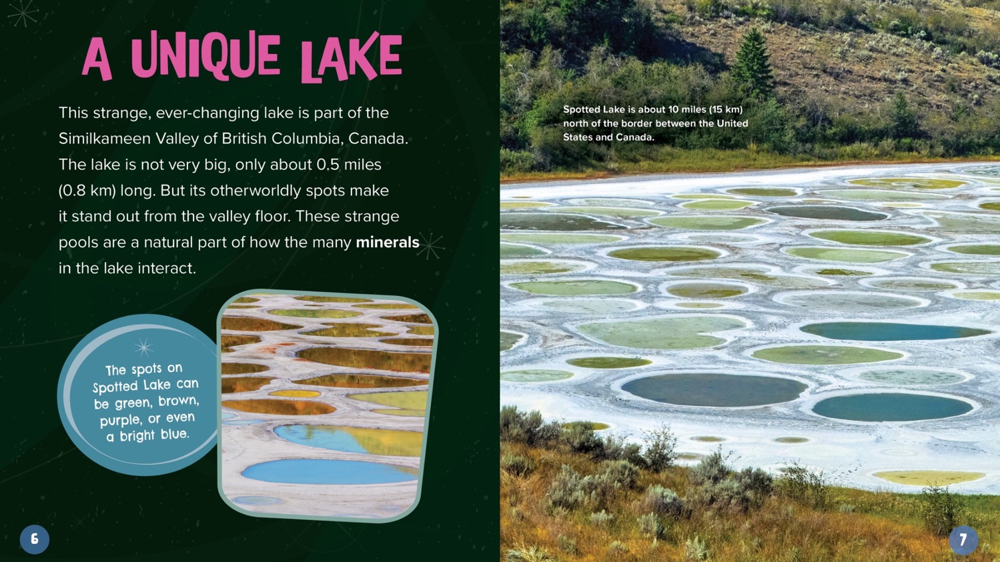 A UNIQUE LAKE
This strange, ever-changing lake is part of the
Similkameen Valley of British Columbia, Canada.
The lake is not very big, only about 0.5 miles
(0.8 km) long. But its otherworldly spots make
it stand out from the valley floor. These strange
pools are a natural part of how the many minerals
in the lake interact.
The spots on
Spotted Lake can
be green, brown,
purple, or even
a bright blue.
6
Spotted Lake is about 10 miles (15 km)
north of the border between the United
States and Canada.
7